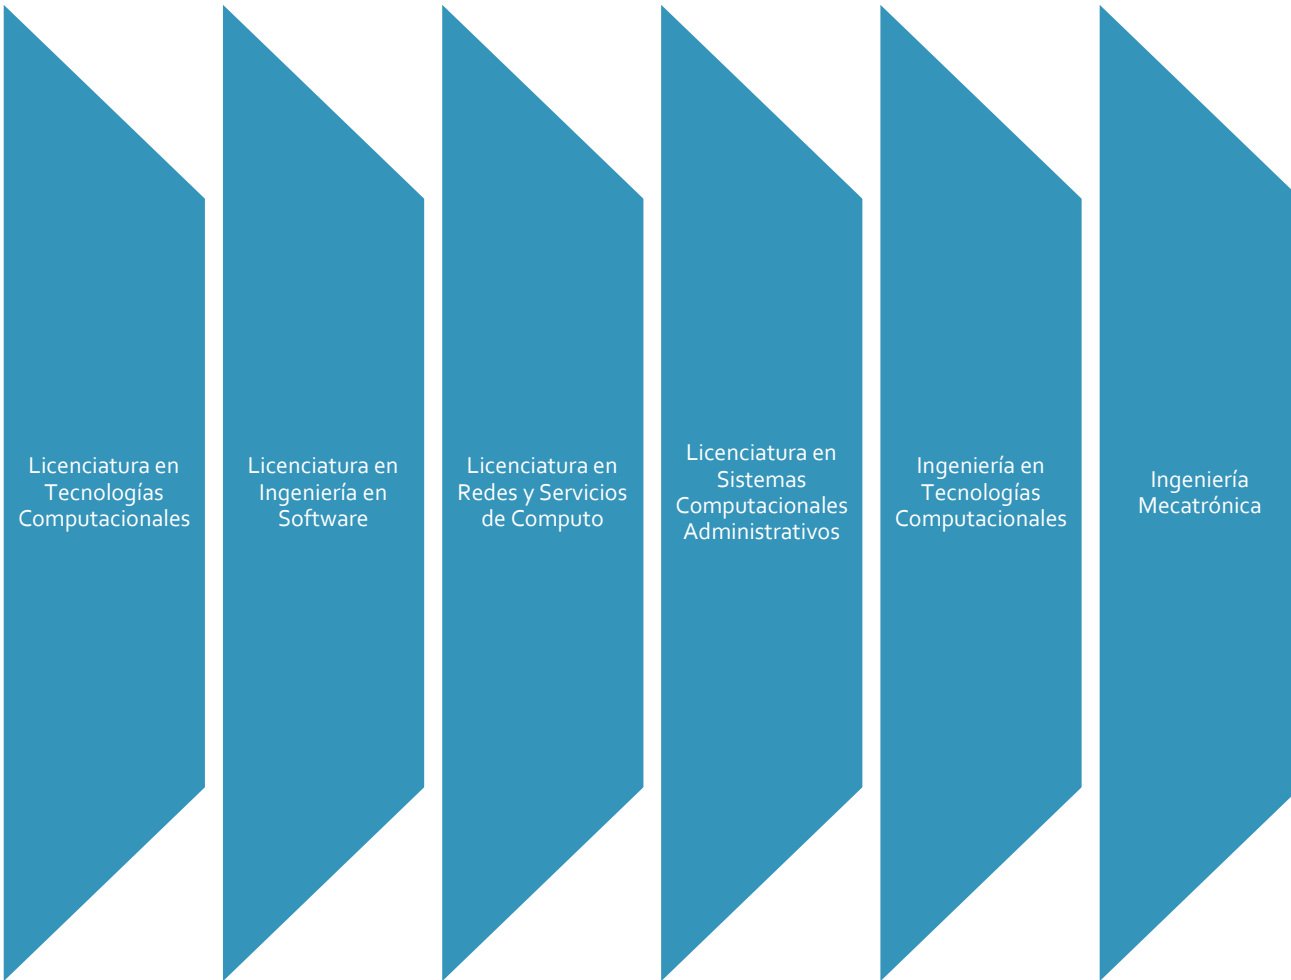 Licenciatura en
Tecnologías
Computacionales
Licenciatura en
Ingeniería en
Software
Licenciatura en
Redes y Servicios
de Computo
Licenciatura en
Sistemas
Computacionales
Administrativos
Ingeniería en
Tecnologías
Computacionales
Ingeniería
Mecatrónica